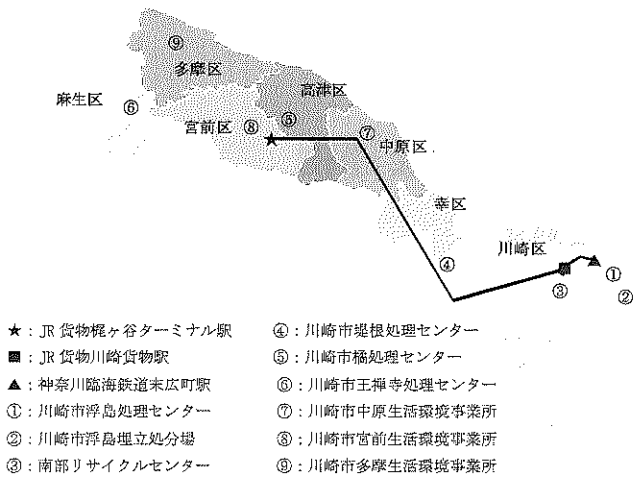 ⑨
多摩区
高津区
麻生区
⑥
宮前区
⑧
⑤
⑦
中原区
幸区
川崎区
④
①
③
②
★：JR 貨物梶ヶ谷ターミナル駅
■：JR 貨物川崎貨物駅
▲：神奈川臨海鉄道末広町駅
①：川崎市浮島処理センター
②：川崎市浮島埋立処分場
③：南部リサイクルセンター
④：川崎市堤根処理センター
⑤：川崎市橘処理センター
⑥：川崎市王禅寺処理センター
⑦：川崎市中原生活環境事業所
⑧：川崎市宮前生活環境事業所
⑨：川崎市多摩生活環境事業所